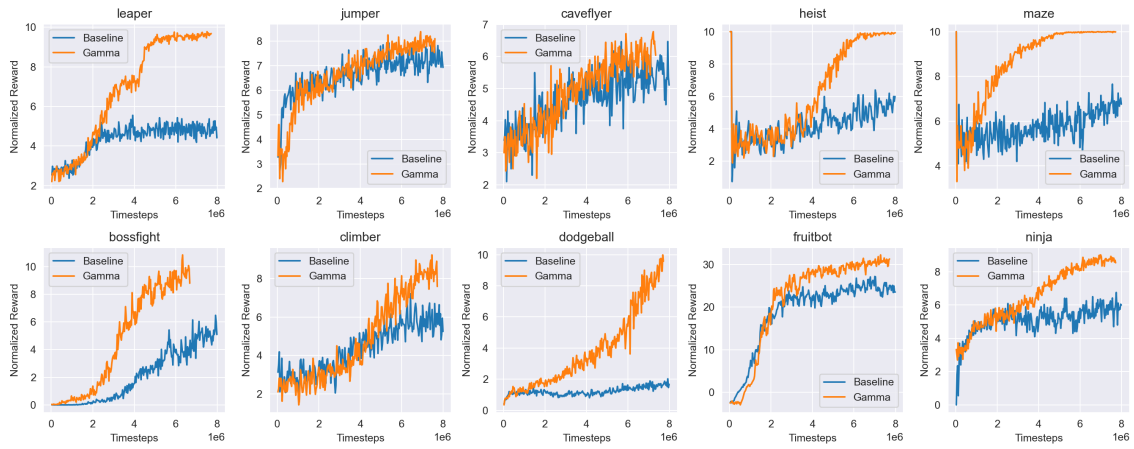 leaper
Normalized Reward
10
8
6
4
2
Baseline
Gamma
0 2 4 6 8
Timesteps
1e6
jumper
Normalized Reward
8
7
6
5
4
3
2
Baseline
Gamma
0 2 4 6 8
Timesteps
1e6
caveflyer
Normalized Reward
7
6
5
4
3
2
Baseline
Gamma
0 2 4 6 8
Timesteps
1e6
heist
Normalized Reward
10
8
6
4
2
Baseline
Gamma
0 2 4 6 8
Timesteps
1e6
maze
Normalized Reward
10
8
6
4
Baseline
Gamma
0 2 4 6 8
Timesteps
1e6
bossfight
Normalized Reward
10
8
6
4
2
0
Baseline
Gamma
0 2 4 6 8
Timesteps
1e6
climber
Normalized Reward
8
6
4
2
Baseline
Gamma
0 2 4 6 8
Timesteps
1e6
dodgeball
Normalized Reward
10
8
6
4
2
0
Baseline
Gamma
0 2 4 6 8
Timesteps
1e6
fruitbot
Normalized Reward
30
20
10
0
Baseline
Gamma
0 2 4 6 8
Timesteps
1e6
ninja
Normalized Reward
8
6
4
2
0
Baseline
Gamma
0 2 4 6 8
Timesteps
1e6